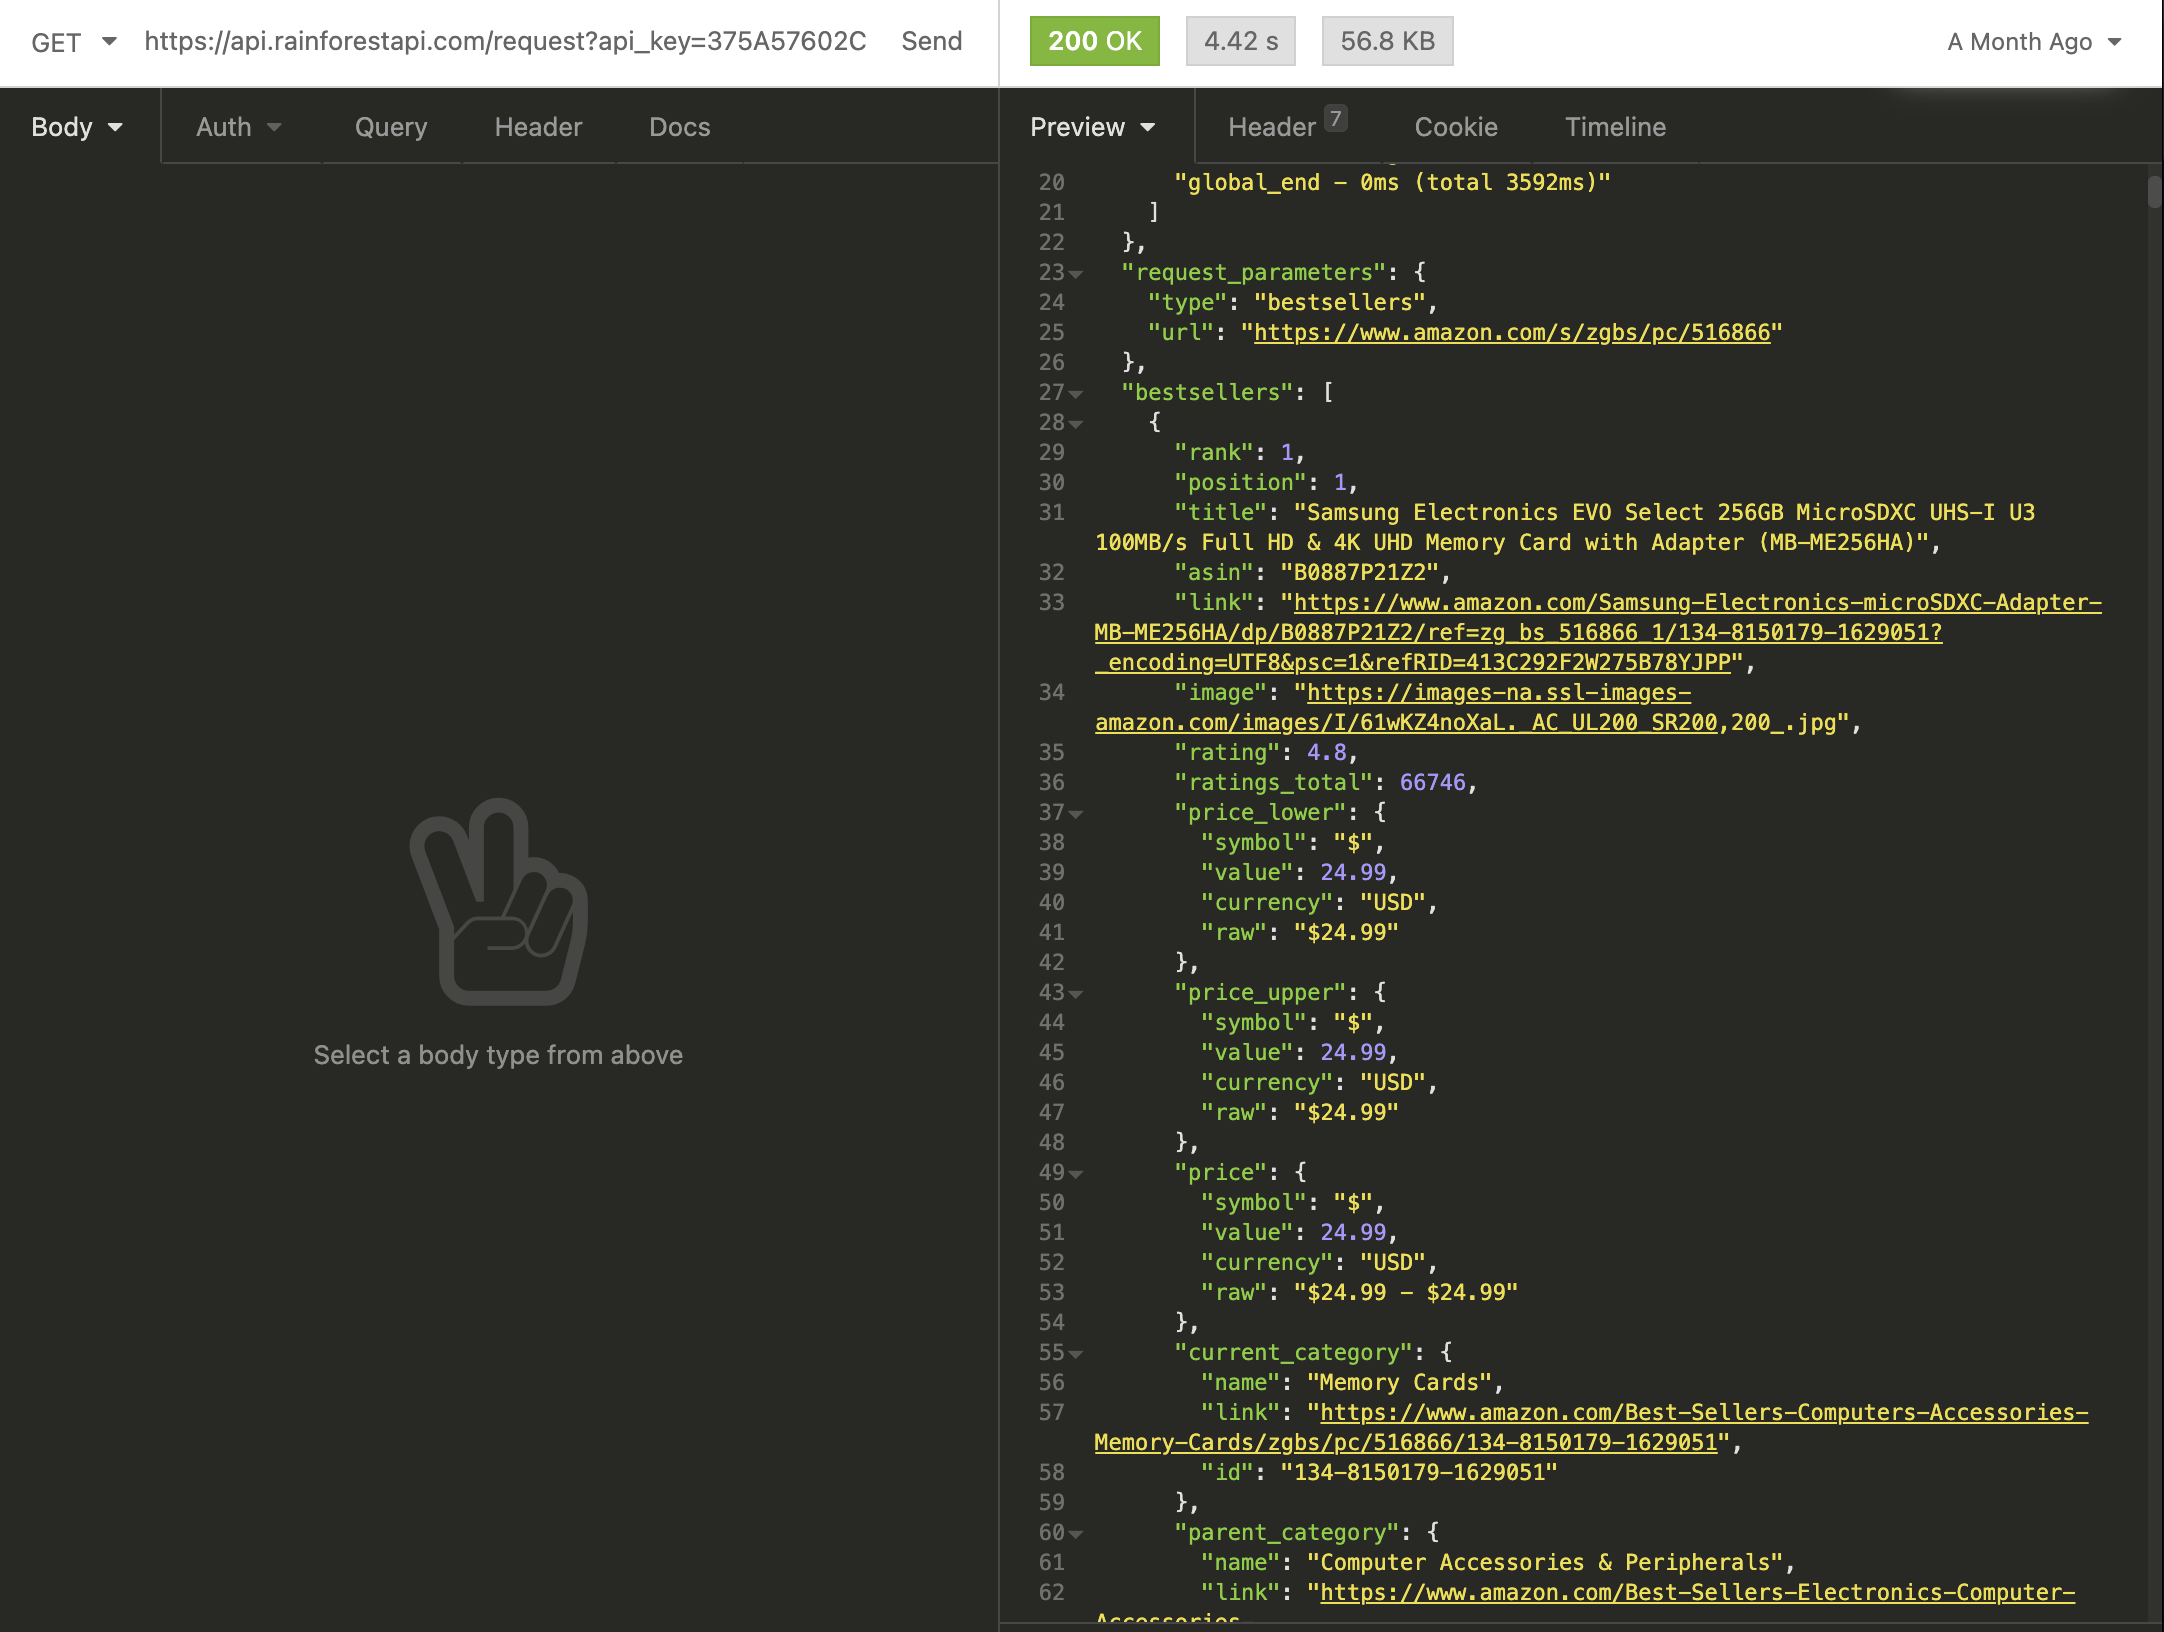 GET https://api.rainforestapi.com/request?api_key=375A57602C Send
200 OK 4.42 s 56.8 KB A Month Ago
Body Auth Query Header Docs
Preview Header 7 Cookie Timeline
Select a body type from above
20 "global_end – 0ms (total 3592ms)"
21 ]
22 },
23 "request_parameters": {
24 "type": "bestsellers",
25 "url": "https://www.amazon.com/s/zgbs/pc/516866"
26 },
27 "bestsellers": [
28 {
29 "rank": 1,
30 "position": 1,
31 "title": "Samsung Electronics EVO Select 256GB MicroSDXC UHS-I U3
100MB/s Full HD & 4K UHD Memory Card with Adapter (MB-ME256HA)",
32 "asin": "B0887P21Z2",
33 "link": "https://www.amazon.com/Samsung-Electronics-microSDXC-Adapter-
MB-ME256HA/dp/B0887P21Z2/ref=zg_bs_516866_1/134-8150179-1629051?
_encoding=UTF8&psc=1&refRID=413C292F2W275B78YJPP",
34 "image": "https://images-na.ssl-images-
amazon.com/images/I/61wKZ4noXaL._AC_UL200_SR200,200_.jpg",
35 "rating": 4.8,
36 "ratings_total": 66746,
37 "price_lower": {
38 "symbol": "$",
39 "value": 24.99,
40 "currency": "USD",
41 "raw": "$24.99"
42 },
43 "price_upper": {
44 "symbol": "$",
45 "value": 24.99,
46 "currency": "USD",
47 "raw": "$24.99"
48 },
49 "price": {
50 "symbol": "$",
51 "value": 24.99,
52 "currency": "USD",
53 "raw": "$24.99 – $24.99"
54 },
55 "current_category": {
56 "name": "Memory Cards",
57 "link": "https://www.amazon.com/Best-Sellers-Computers-Accessories-
Memory-Cards/zgbs/pc/516866/134-8150179-1629051",
58 "id": "134-8150179-1629051"
59 },
60 "parent_category": {
61 "name": "Computer Accessories & Peripherals",
62 "link": "https://www.amazon.com/Best-Sellers-Electronics-Computer-
Accessories-